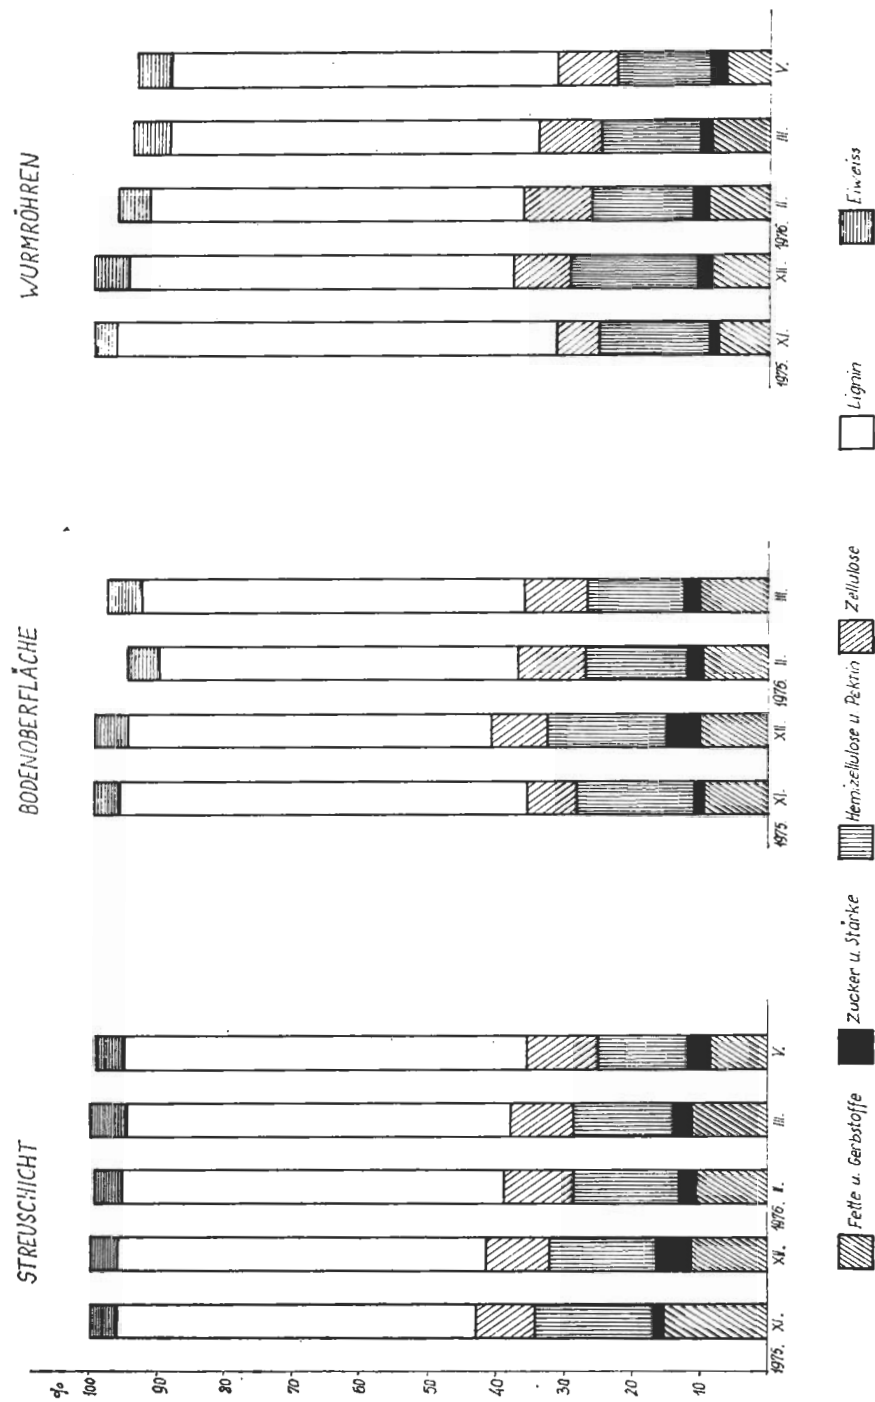 %
100
90
80
70
60
50
40
30
20
10
STREUSCHICHT
1975. XI. XII. 1976. II. III. V.
BODENOBERFLÄCHE
1975. XI. XII. 1976. II. III.
WURMRÖHREN
1975. XI. XII. 1976. II. III. V.
Fette u. Gerbstoffe
Zucker u. Stärke
Hemizellulose u Pektin
Zellulose
Lignin
Eiweiss